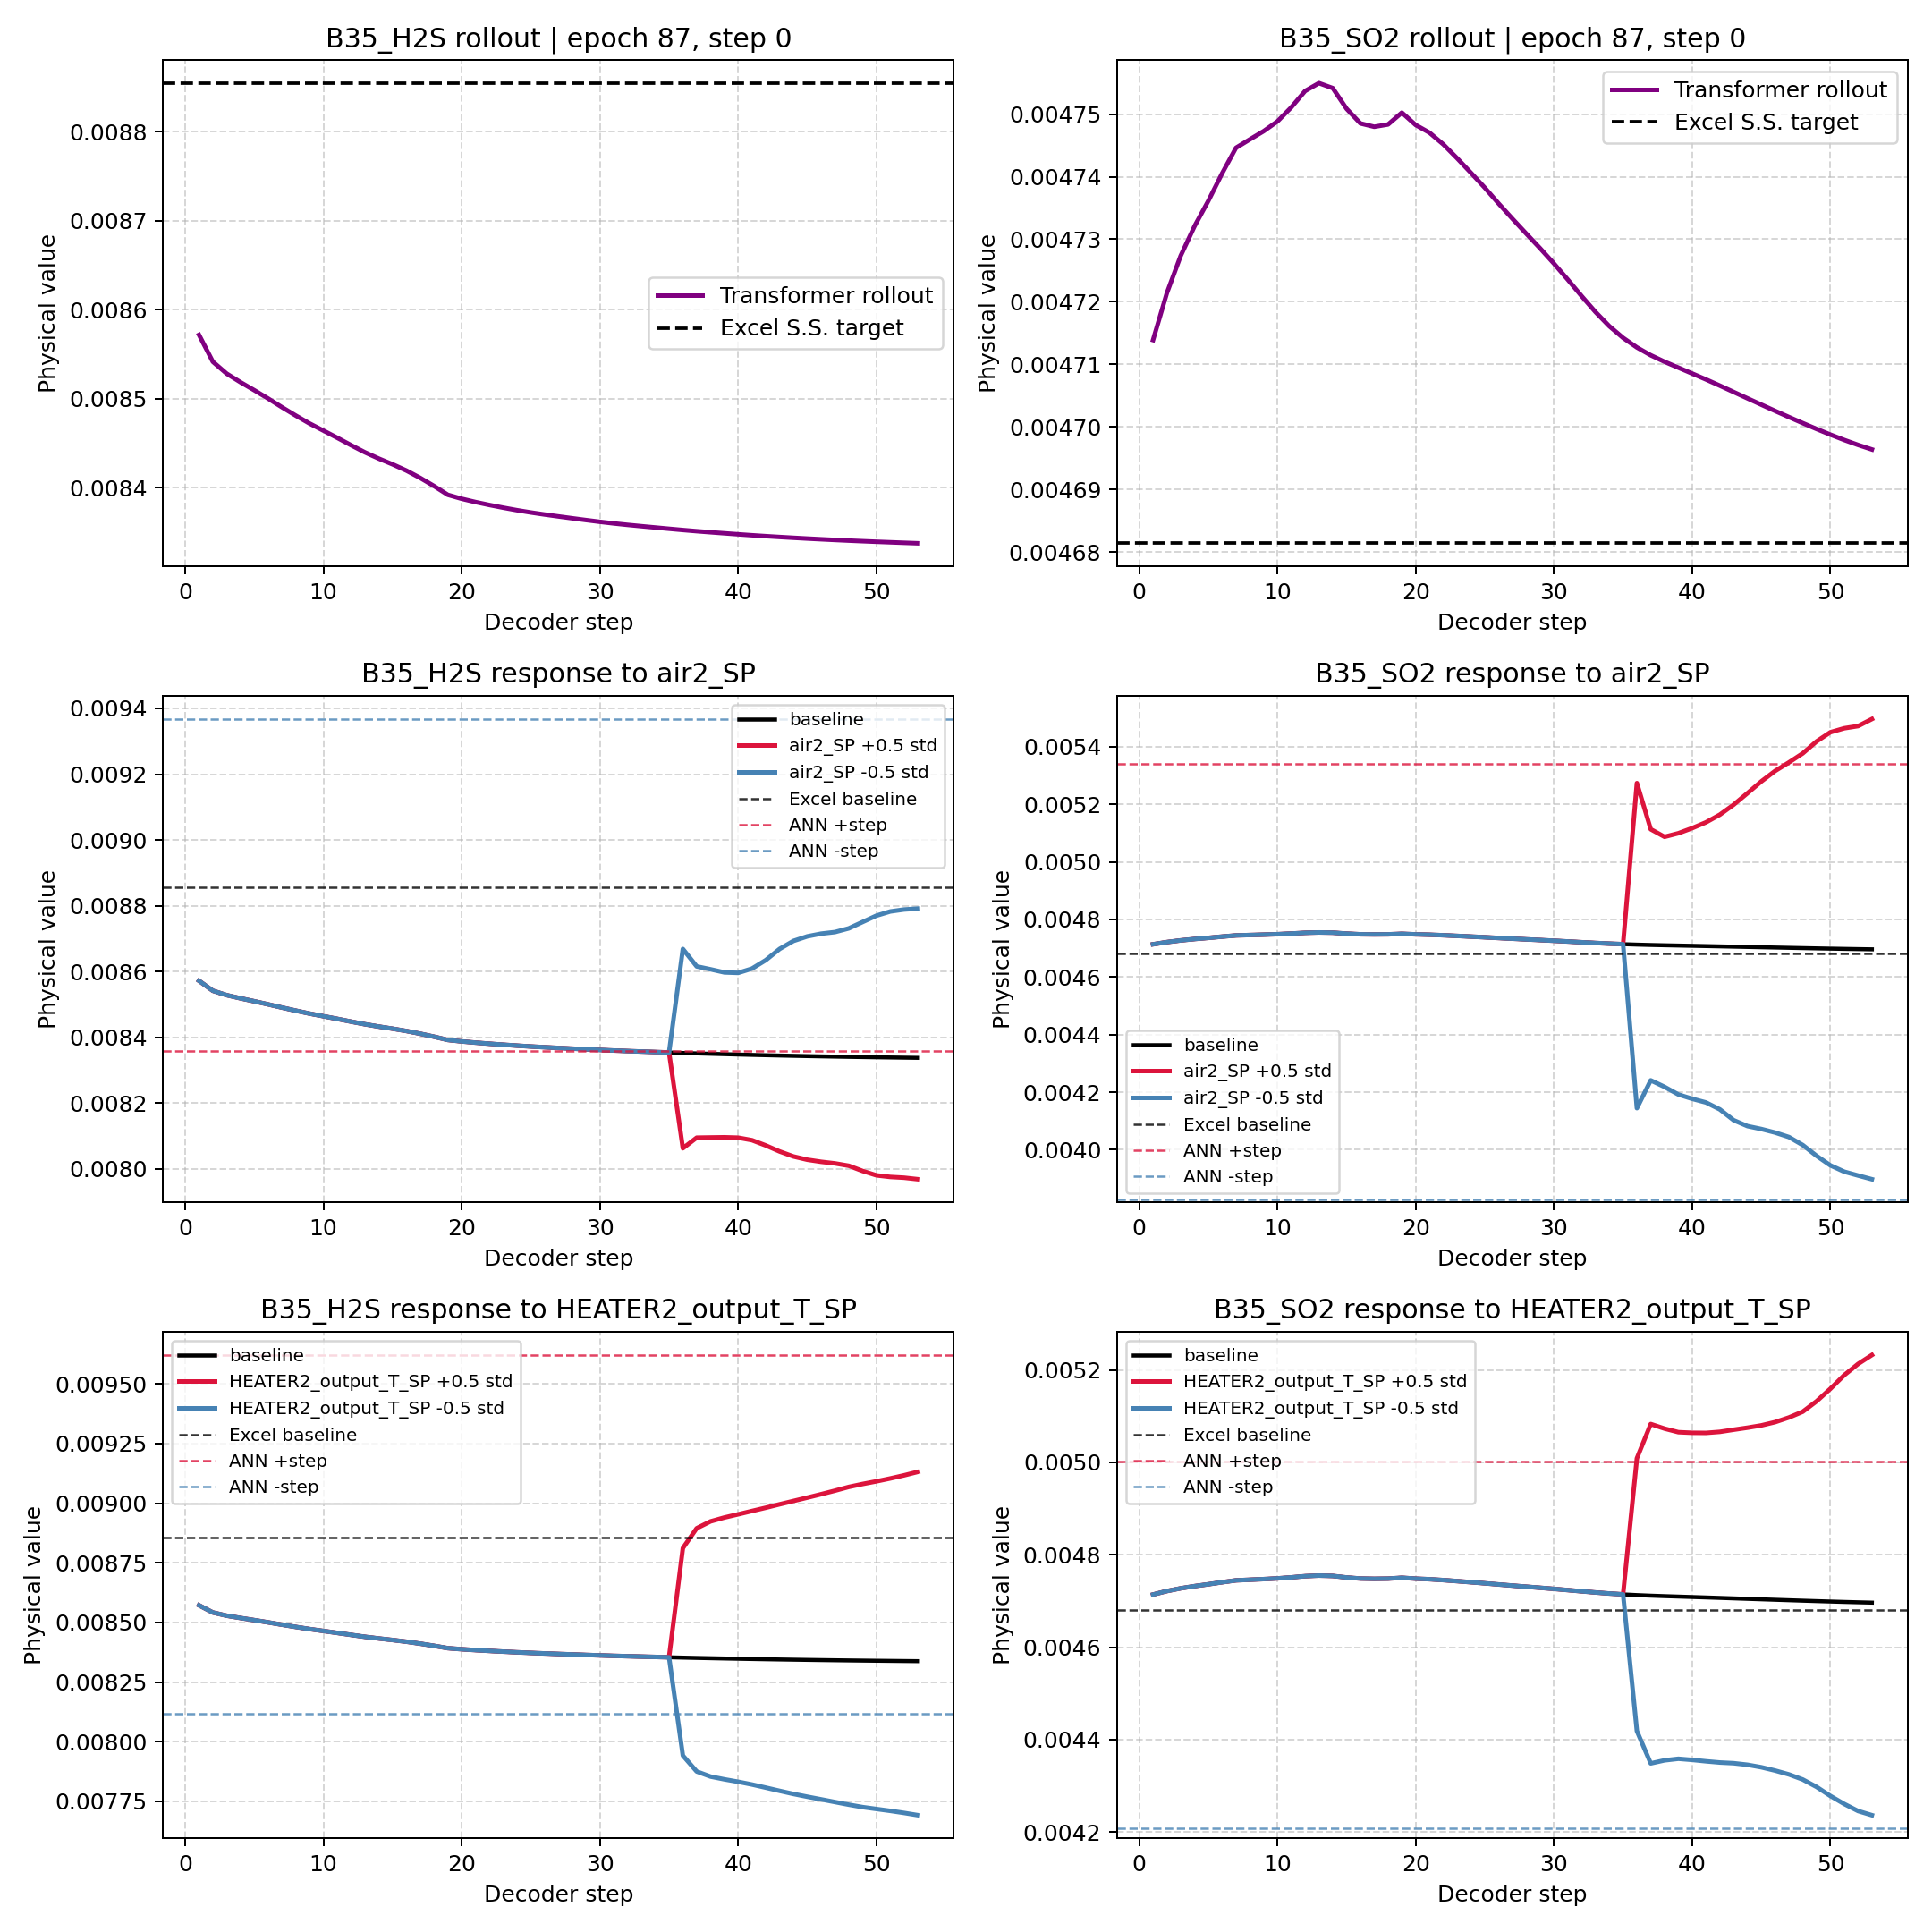 B35_H2S rollout | epoch 87, step 0
Physical value
0.0088
0.0087
0.0086
0.0085
0.0084
Transformer rollout
Excel S.S. target
0 10 20 30 40 50
Decoder step
B35_SO2 rollout | epoch 87, step 0
Physical value
0.00475
0.00474
0.00473
0.00472
0.00471
0.00470
0.00469
0.00468
Transformer rollout
Excel S.S. target
0 10 20 30 40 50
Decoder step
B35_H2S response to air2_SP
Physical value
0.0094
0.0092
0.0090
0.0088
0.0086
0.0084
0.0082
0.0080
baseline
air2_SP +0.5 std
air2_SP -0.5 std
Excel baseline
ANN +step
ANN -step
0 10 20 30 40 50
Decoder step
B35_SO2 response to air2_SP
Physical value
0.0054
0.0052
0.0050
0.0048
0.0046
0.0044
0.0042
0.0040
baseline
air2_SP +0.5 std
air2_SP -0.5 std
Excel baseline
ANN +step
ANN -step
0 10 20 30 40 50
Decoder step
B35_H2S response to HEATER2_output_T_SP
Physical value
0.00950
0.00925
0.00900
0.00875
0.00850
0.00825
0.00800
0.00775
baseline
HEATER2_output_T_SP +0.5 std
HEATER2_output_T_SP -0.5 std
Excel baseline
ANN +step
ANN -step
0 10 20 30 40 50
Decoder step
B35_SO2 response to HEATER2_output_T_SP
Physical value
0.0052
0.0050
0.0048
0.0046
0.0044
0.0042
baseline
HEATER2_output_T_SP +0.5 std
HEATER2_output_T_SP -0.5 std
Excel baseline
ANN +step
ANN -step
0 10 20 30 40 50
Decoder step